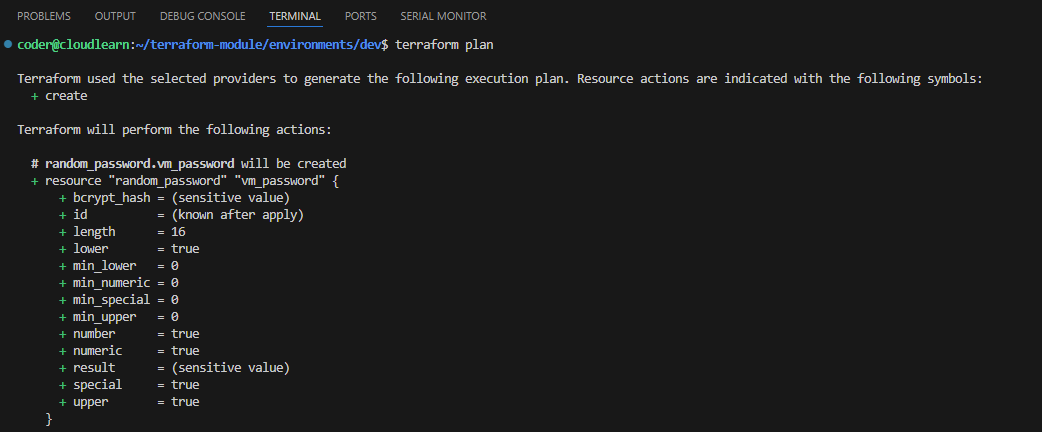 PROBLEMS OUTPUT DEBUG CONSOLE TERMINAL PORTS SERIAL MONITOR
coder@cloudlearn:~/terraform-module/environments/dev$ terraform plan
Terraform used the selected providers to generate the following execution plan. Resource actions are indicated with the following symbols:
+ create
Terraform will perform the following actions:
# random_password.vm_password will be created
+ resource "random_password" "vm_password" {
+ bcrypt_hash = (sensitive value)
+ id          = (known after apply)
+ length      = 16
+ lower       = true
+ min_lower   = 0
+ min_numeric = 0
+ min_special = 0
+ min_upper   = 0
+ number      = true
+ numeric     = true
+ result      = (sensitive value)
+ special     = true
+ upper       = true
}